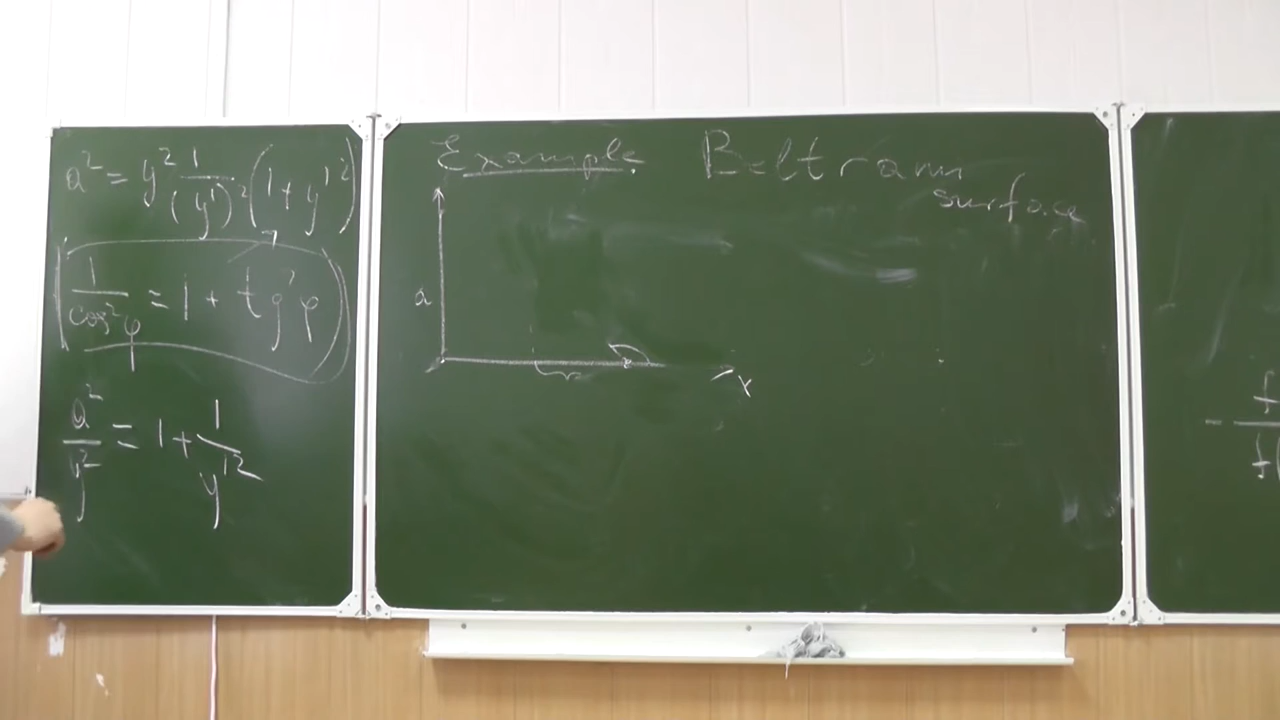 a² = y² 1/(y')² (1 + y'²)
1/cos²φ = 1 + tg²φ
a²/y² = 1 + 1/y'²
Example. Beltrami
surface
a
x